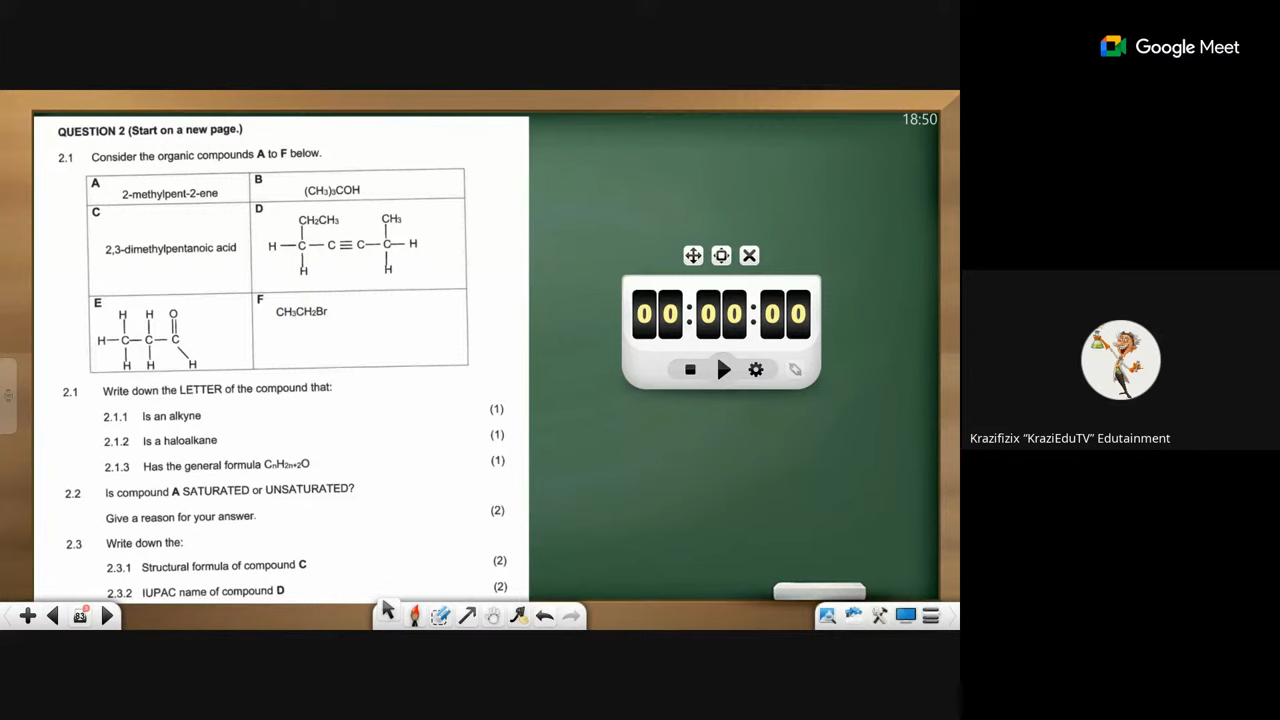 Google Meet
18:50
QUESTION 2 (Start on a new page.)
2.1 Consider the organic compounds A to F below.
A 2-methylpent-2-ene
B (CH₃)₃COH
C 2,3-dimethylpentanoic acid
D
CH₂CH₃ CH₃
H—C—C≡C—C—H
H H
E
H H O
H—C—C—C
H H H
F CH₃CH₂Br
2.1 Write down the LETTER of the compound that:
2.1.1 Is an alkyne (1)
2.1.2 Is a haloalkane (1)
2.1.3 Has the general formula CₙH₂ₙ₊₂O (1)
2.2 Is compound A SATURATED or UNSATURATED?
Give a reason for your answer. (2)
2.3 Write down the:
2.3.1 Structural formula of compound C (2)
2.3.2 IUPAC name of compound D (2)
00:00:00
Krazifizix “KraziEduTV” Edutainment